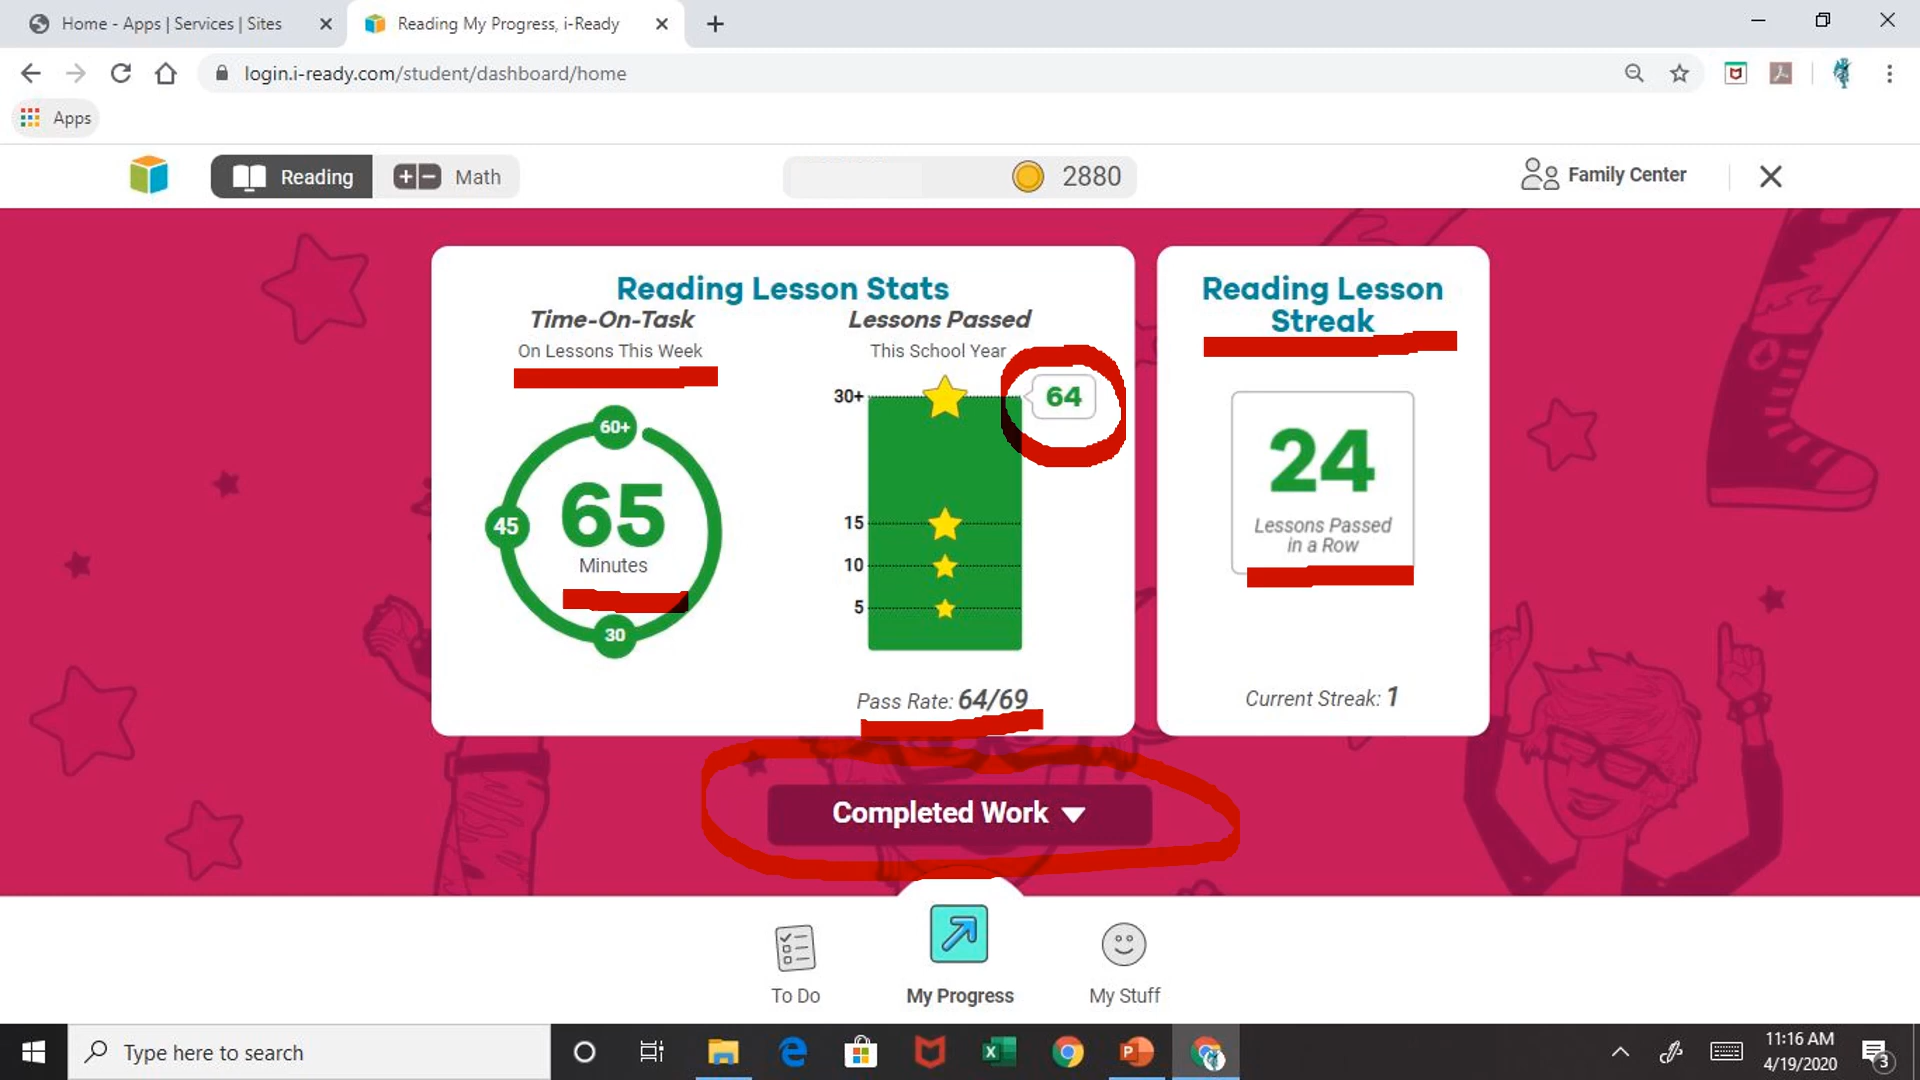 Home - Apps | Services | Sites
Reading My Progress, i-Ready
login.i-ready.com/student/dashboard/home
Apps
Reading
Math
2880
Family Center
Reading Lesson Stats
Time-On-Task
On Lessons This Week
60+
45
65
Minutes
30
Lessons Passed
This School Year
30+
64
15
10
5
Pass Rate: 64/69
Reading Lesson
Streak
24
Lessons Passed
in a Row
Current Streak: 1
Completed Work
To Do
My Progress
My Stuff
Type here to search
11:16 AM
4/19/2020
3